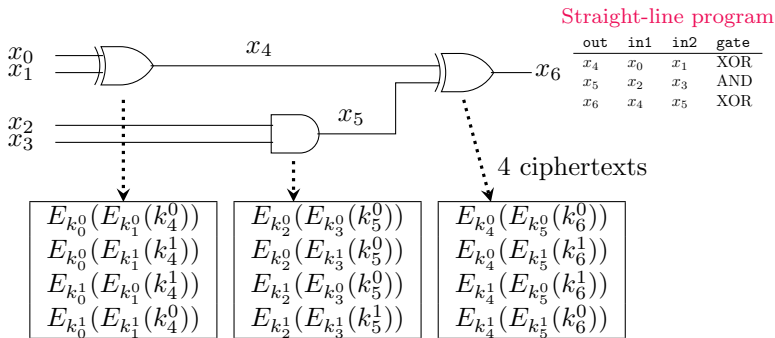 Straight-line program
out in1 in2 gate
x₄ x₀ x₁ XOR
x₅ x₂ x₃ AND
x₆ x₄ x₅ XOR
x₀
x₁
x₄
x₆
x₂
x₃
x₅
4 ciphertexts
E_{k_0^0}(E_{k_1^0}(k_4^0))
E_{k_0^0}(E_{k_1^1}(k_4^1))
E_{k_0^1}(E_{k_1^0}(k_4^1))
E_{k_0^1}(E_{k_1^1}(k_4^0))
E_{k_2^0}(E_{k_3^0}(k_5^0))
E_{k_2^0}(E_{k_3^1}(k_5^0))
E_{k_2^1}(E_{k_3^0}(k_5^0))
E_{k_2^1}(E_{k_3^1}(k_5^1))
E_{k_4^0}(E_{k_5^0}(k_6^0))
E_{k_4^0}(E_{k_5^1}(k_6^1))
E_{k_4^1}(E_{k_5^0}(k_6^1))
E_{k_4^1}(E_{k_5^1}(k_6^0))